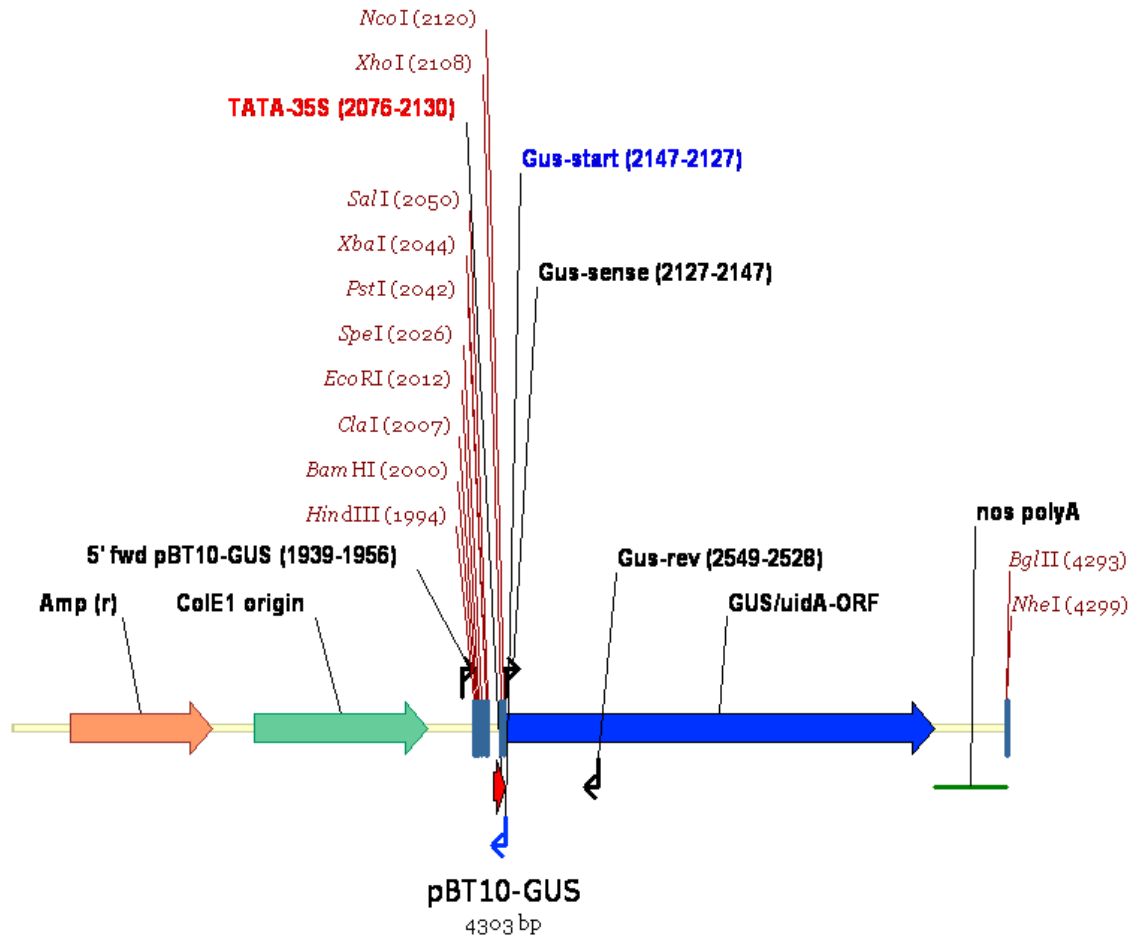 NcoI (2120)
XhoI (2108)
TATA-35S (2076-2130)
Gus-start (2147-2127)
SalI (2050)
XbaI (2044)
Gus-sense (2127-2147)
PstI (2042)
SpeI (2026)
EcoRI (2012)
ClaI (2007)
BamHI (2000)
HindIII (1994)
nos polyA
5' fwd pBT10-GUS (1939-1956)
Gus-rev (2549-2528)
BglII (4293)
Amp (r)
ColE1 origin
GUS/uidA-ORF
NheI (4299)
pBT10-GUS
4303 bp